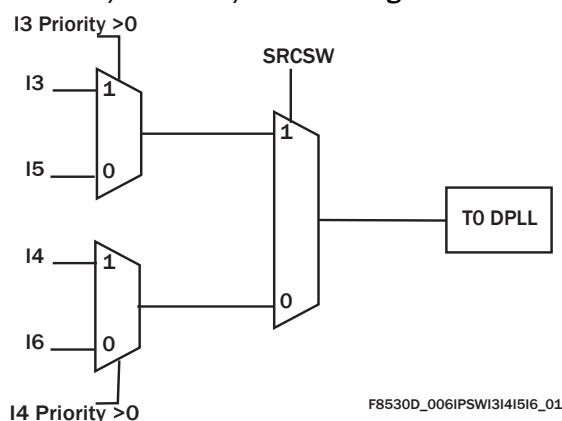 I3 Priority >0
SRCSW
I3
1
1
I5
0
T0 DPLL
I4
1
0
I6
0
I4 Priority >0
F8530D_006IPSWI3I4I5I6_01